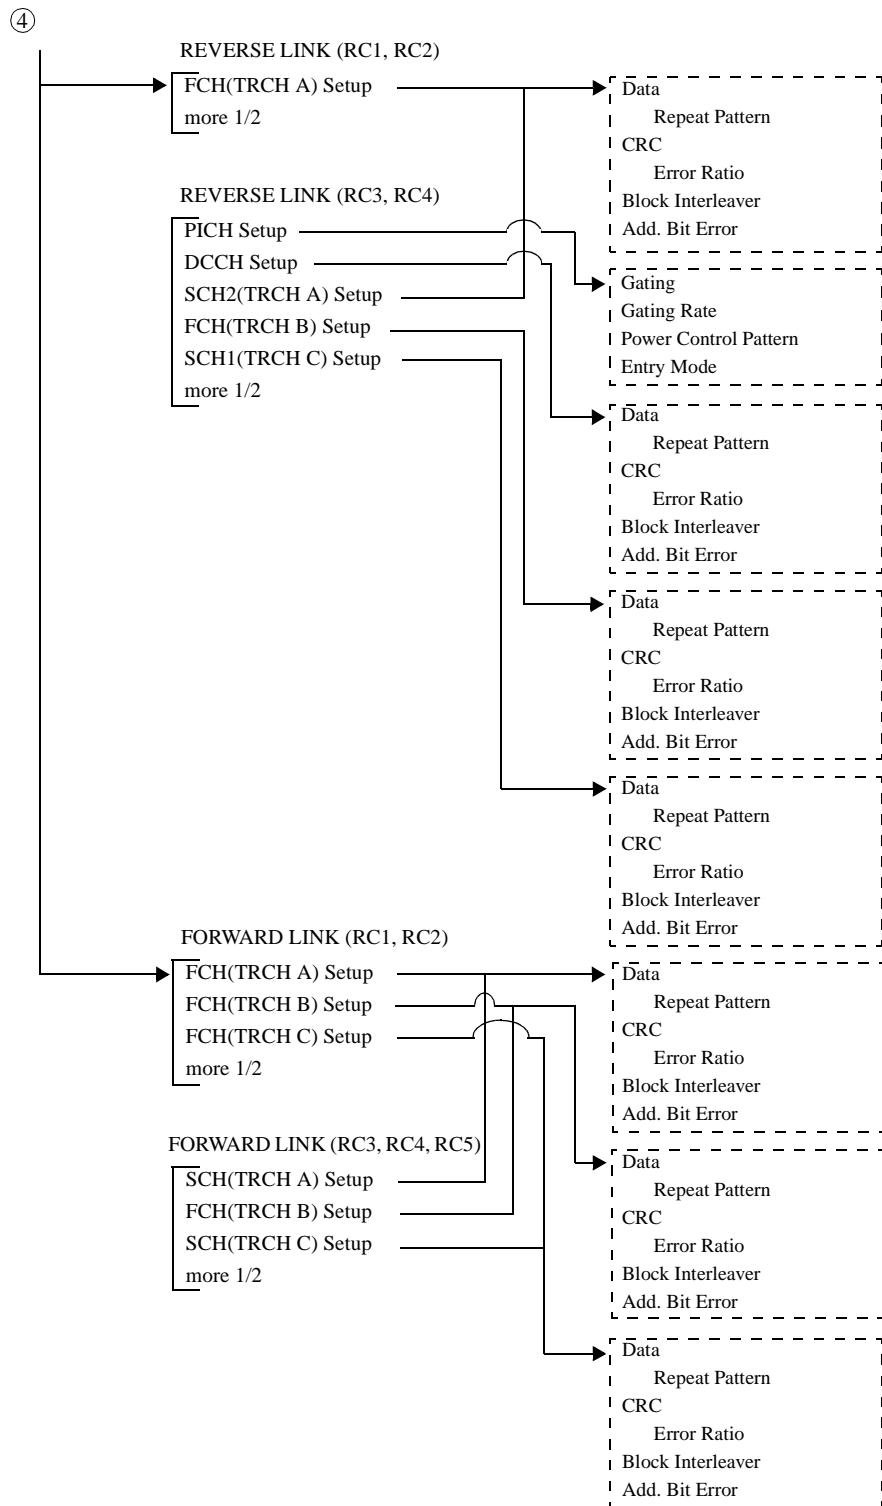 ④
REVERSE LINK (RC1, RC2)
FCH(TRCH A) Setup
more 1/2
REVERSE LINK (RC3, RC4)
PICH Setup
DCCH Setup
SCH2(TRCH A) Setup
FCH(TRCH B) Setup
SCH1(TRCH C) Setup
more 1/2
Data
Repeat Pattern
CRC
Error Ratio
Block Interleaver
Add. Bit Error
Gating
Gating Rate
Power Control Pattern
Entry Mode
Data
Repeat Pattern
CRC
Error Ratio
Block Interleaver
Add. Bit Error
Data
Repeat Pattern
CRC
Error Ratio
Block Interleaver
Add. Bit Error
Data
Repeat Pattern
CRC
Error Ratio
Block Interleaver
Add. Bit Error
FORWARD LINK (RC1, RC2)
FCH(TRCH A) Setup
FCH(TRCH B) Setup
FCH(TRCH C) Setup
more 1/2
FORWARD LINK (RC3, RC4, RC5)
SCH(TRCH A) Setup
FCH(TRCH B) Setup
SCH(TRCH C) Setup
more 1/2
Data
Repeat Pattern
CRC
Error Ratio
Block Interleaver
Add. Bit Error
Data
Repeat Pattern
CRC
Error Ratio
Block Interleaver
Add. Bit Error
Data
Repeat Pattern
CRC
Error Ratio
Block Interleaver
Add. Bit Error